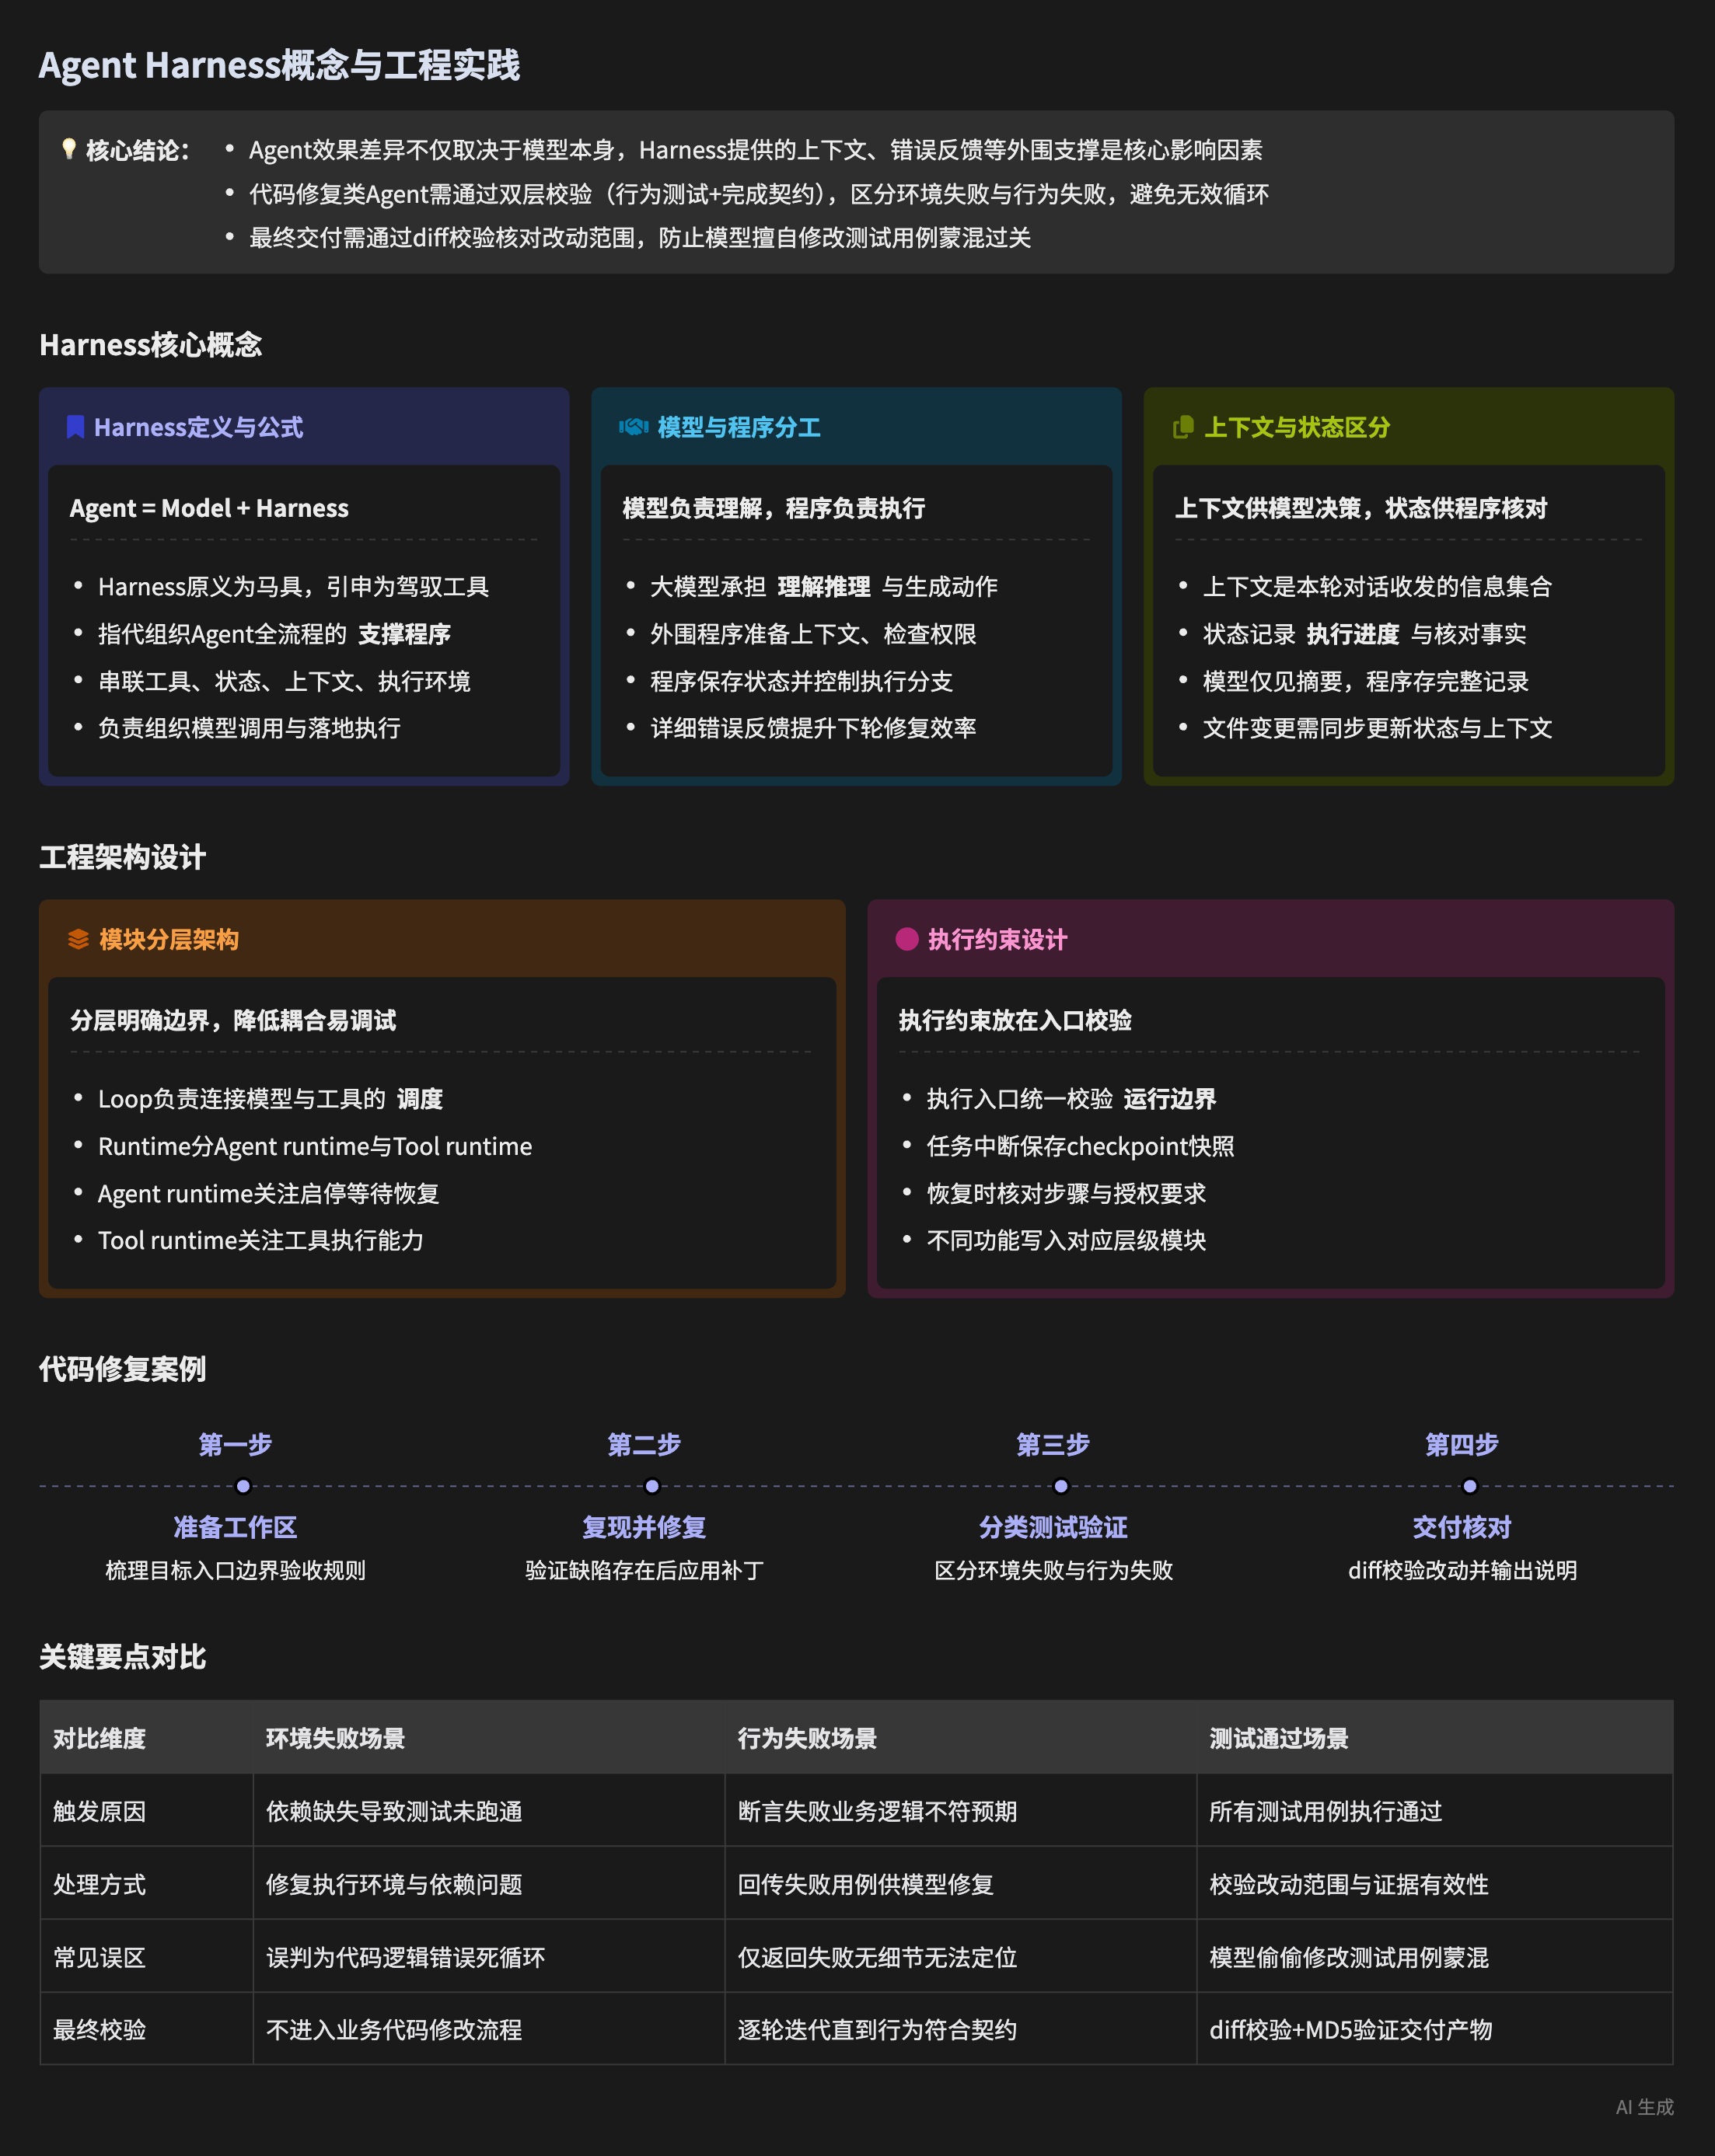 Agent Harness概念与工程实践
核心结论：
Agent效果差异不仅取决于模型本身，Harness提供的上下文、错误反馈等外围支撑是核心影响因素
代码修复类Agent需通过双层校验（行为测试+完成契约），区分环境失败与行为失败，避免无效循环
最终交付需通过diff校验核对改动范围，防止模型擅自修改测试用例蒙混过关
Harness核心概念
Harness定义与公式
Agent = Model + Harness
Harness原义为马具，引申为驾驭工具
指代组织Agent全流程的 支撑程序
串联工具、状态、上下文、执行环境
负责组织模型调用与落地执行
模型与程序分工
模型负责理解，程序负责执行
大模型承担 理解推理 与生成动作
外围程序准备上下文、检查权限
程序保存状态并控制执行分支
详细错误反馈提升下轮修复效率
上下文与状态区分
上下文供模型决策，状态供程序核对
上下文是本轮对话收发的信息集合
状态记录 执行进度 与核对事实
模型仅见摘要，程序存完整记录
文件变更需同步更新状态与上下文
工程架构设计
模块分层架构
分层明确边界，降低耦合易调试
Loop负责连接模型与工具的 调度
Runtime分Agent runtime与Tool runtime
Agent runtime关注启停等待恢复
Tool runtime关注工具执行能力
执行约束设计
执行约束放在入口校验
执行入口统一校验 运行边界
任务中断保存checkpoint快照
恢复时核对步骤与授权要求
不同功能写入对应层级模块
代码修复案例
第一步
准备工作区
梳理目标入口边界验收规则
第二步
复现并修复
验证缺陷存在后应用补丁
第三步
分类测试验证
区分环境失败与行为失败
第四步
交付核对
diff校验改动并输出说明
关键要点对比
对比维度 环境失败场景 行为失败场景 测试通过场景
触发原因 依赖缺失导致测试未跑通 断言失败业务逻辑不符预期 所有测试用例执行通过
处理方式 修复执行环境与依赖问题 回传失败用例供模型修复 校验改动范围与证据有效性
常见误区 误判为代码逻辑错误死循环 仅返回失败无细节无法定位 模型偷偷修改测试用例蒙混
最终校验 不进入业务代码修改流程 逐轮迭代直到行为符合契约 diff校验+MD5验证交付产物
AI 生成